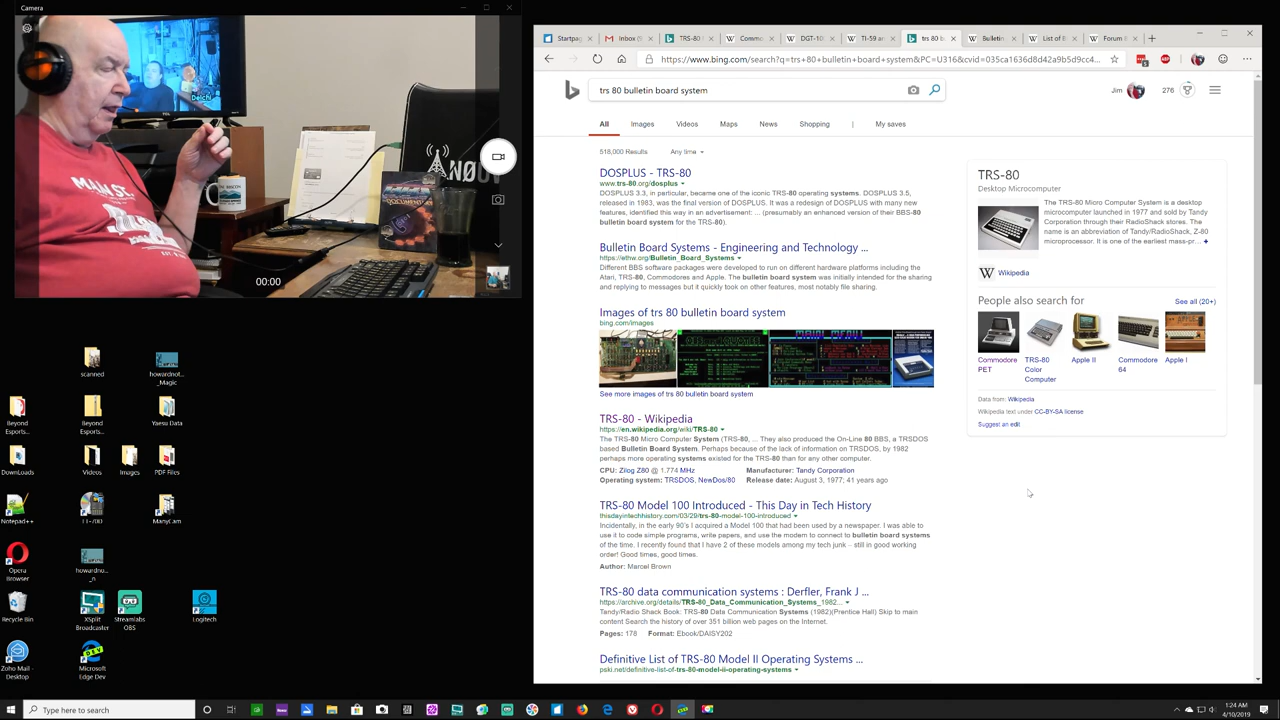 Camera
Delchi
MAIN ST.
00:00
scanned
howardnot... _Magic
Beyond Esports...
Beyond Esports...
Yaesu Data
DownLoads
Videos
Images
PDF Files
Notepad++
ManyCam
Opera Browser
howardno... _n
Recycle Bin
XSplit Broadcaster
Streamlabs OBS
Logitech
Zoho Mail - Desktop
Microsoft Edge Dev
Startpag
Gmail Inbox (5
TRS-80
Commo
DGT-10
TI-59 ar
trs 80 b
Bulletin
List of B
Forum 8
https://www.bing.com/search?q=trs+80+bulletin+board+system&PC=U316&cvid=035ca1636d8d42a9b5d9cc4...
trs 80 bulletin board system
Jim 276
All Images Videos Maps News Shopping | My saves
518,000 Results Any time
DOSPLUS - TRS-80
www.trs-80.org/dosplus
DOSPLUS 3.3, in particular, became one of the iconic TRS-80 operating systems. DOSPLUS 3.5,
released in 1983, was the final version of DOSPLUS. It was a redesign of DOSPLUS with many new
features, identified this way in an advertisement: ... (presumably an enhanced version of their BBS-80
bulletin board system for the TRS-80).
Bulletin Board Systems - Engineering and Technology ...
https://ethw.org/Bulletin_Board_Systems
Different BBS software packages were developed to run on different hardware platforms including the
Atari, TRS-80, Commodores and Apple. The bulletin board system was initially intended for the sharing
and replying to messages but it quickly took on other features, most notably file sharing.
Images of trs 80 bulletin board system
bing.com/images
See more images of trs 80 bulletin board system
TRS-80 - Wikipedia
https://en.wikipedia.org/wiki/TRS-80
The TRS-80 Micro Computer System (TRS-80, ... They also produced the On-Line 80 BBS, a TRSDOS
based Bulletin Board System. Perhaps because of the lack of information on TRSDOS, by 1982
perhaps more operating systems existed for the TRS-80 than for any other computer.
CPU: Zilog Z80 @ 1.774 MHz Manufacturer: Tandy Corporation
Operating system: TRSDOS, NewDos/80 Release date: August 3, 1977; 41 years ago
TRS-80 Model 100 Introduced - This Day in Tech History
thisdayintechhistory.com/03/29/trs-80-model-100-introduced
Incidentally, in the early 90's I acquired a Model 100 that had been used by a newspaper. I was able to
use it to code simple programs, write papers, and use the modem to connect to bulletin board systems
of the time. I recently found that I have 2 of these models among my tech junk – still in good working
order! Good times, good times.
Author: Marcel Brown
TRS-80 data communication systems : Derfler, Frank J ...
https://archive.org/details/TRS-80_Data_Communication_Systems_1982...
Tandy/Radio Shack Book: TRS-80 Data Communication Systems (1982)(Prentice Hall) Skip to main
content Search the history of over 351 billion web pages on the Internet.
Pages: 178 Format: Ebook/DAISY202
Definitive List of TRS-80 Model II Operating Systems ...
pski.net/definitive-list-of-trs-80-model-ii-operating-systems
TRS-80
Desktop Microcomputer
The TRS-80 Micro Computer System is a desktop
microcomputer launched in 1977 and sold by Tandy
Corporation through their RadioShack stores. The
name is an abbreviation of Tandy/RadioShack, Z-80
microprocessor. It is one of the earliest mass-pr... +
W Wikipedia
People also search for See all (20+)
Commodore PET
TRS-80 Color Computer
Apple II
Commodore 64
Apple I
Data from: Wikipedia
Wikipedia text under CC-BY-SA license
Suggest an edit
Type here to search
1:24 AM
4/10/2019